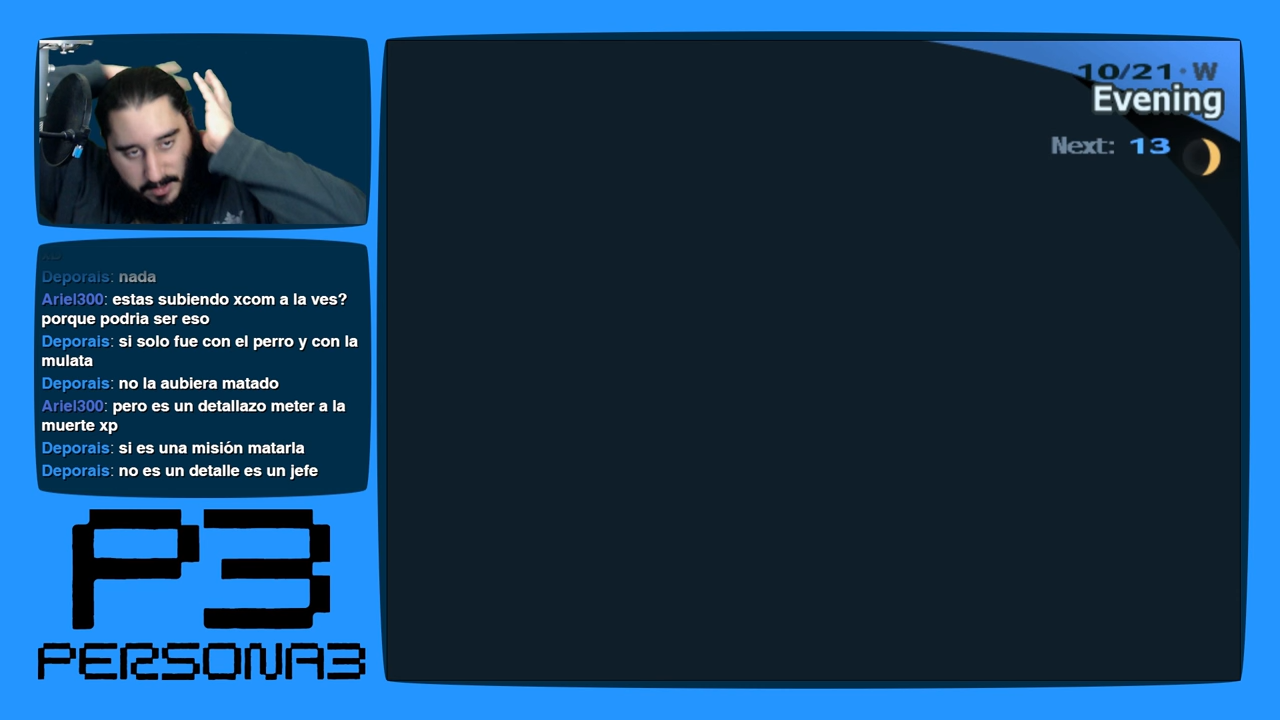 10/21 · W
Evening
Next: 13
Deporais: nada
Ariel300: estas subiendo xcom a la ves?
porque podria ser eso
Deporais: si solo fue con el perro y con la
mulata
Deporais: no la aubiera matado
Ariel300: pero es un detallazo meter a la
muerte xp
Deporais: si es una misión matarla
Deporais: no es un detalle es un jefe
P3
PERSONA3